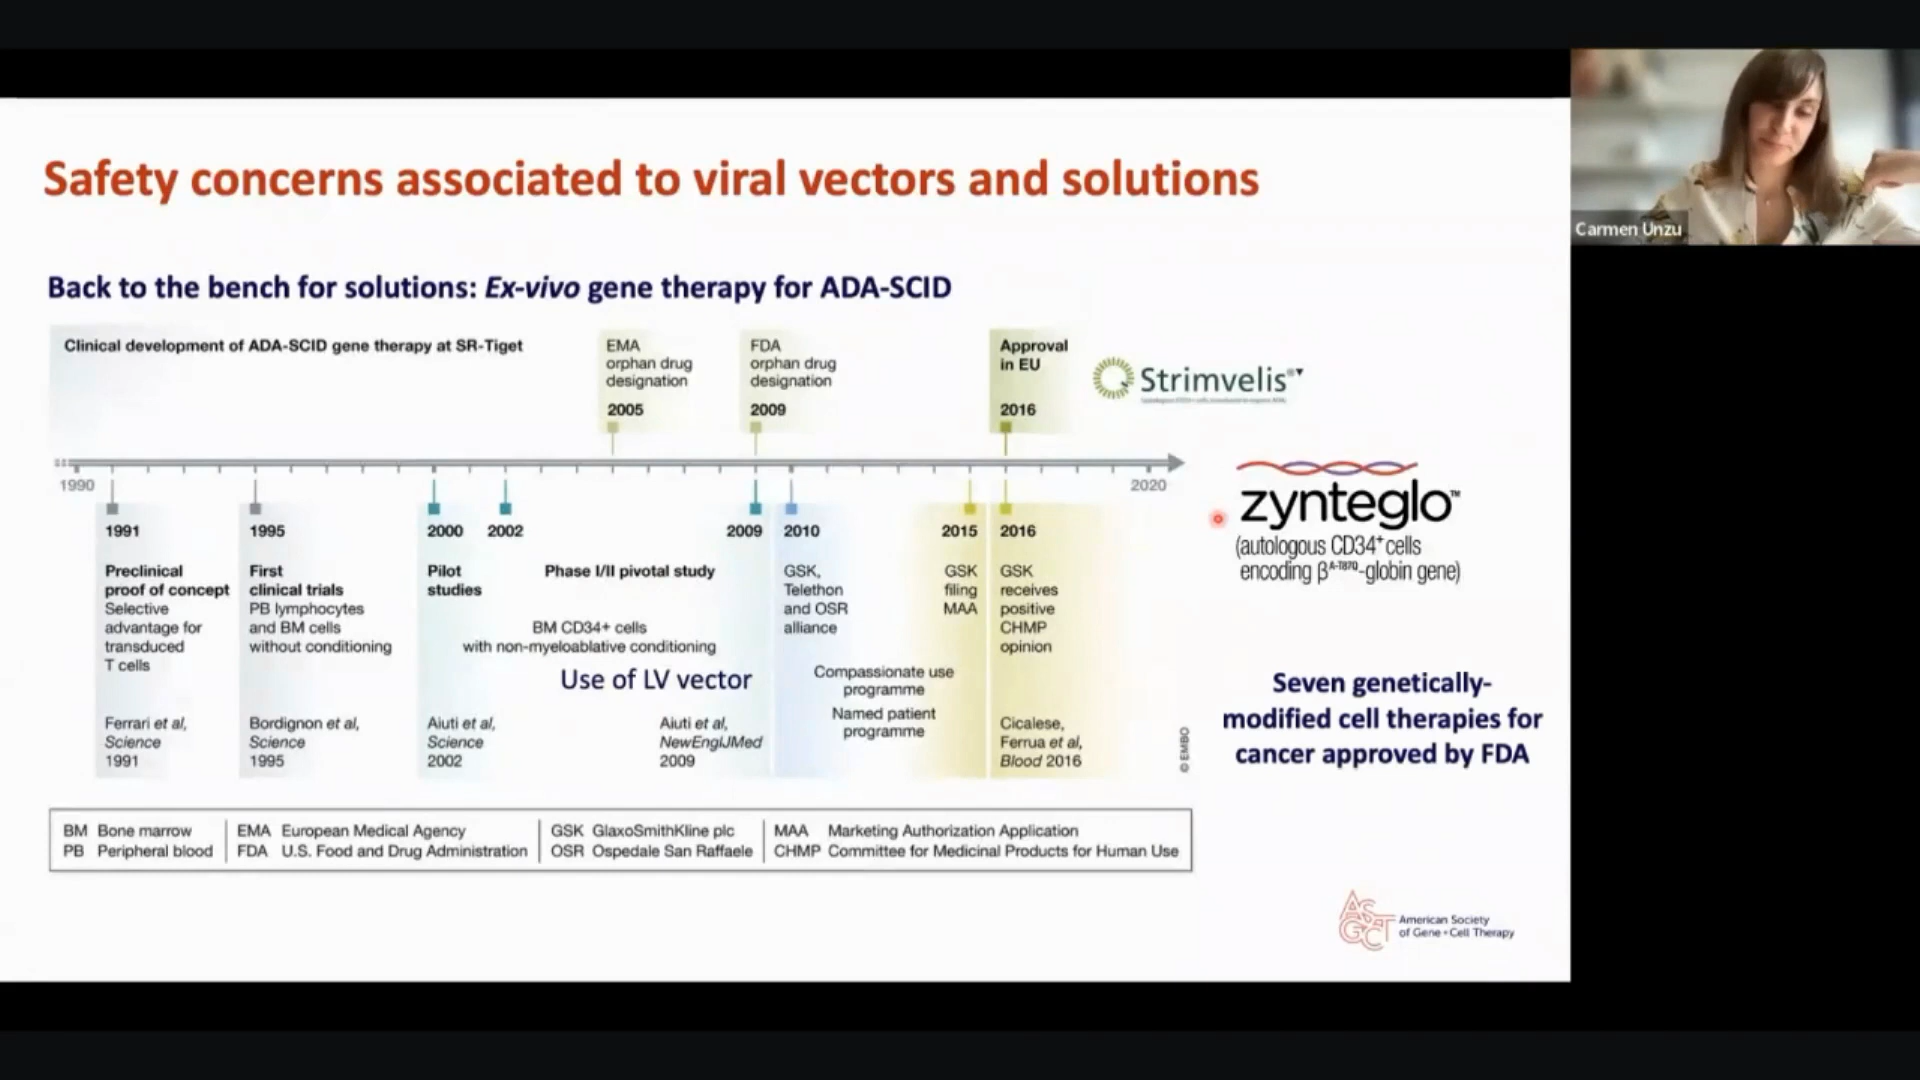 Carmen Unzu
Safety concerns associated to viral vectors and solutions
Back to the bench for solutions: Ex-vivo gene therapy for ADA-SCID
Clinical development of ADA-SCID gene therapy at SR-Tiget
EMA
orphan drug
designation
2005
FDA
orphan drug
designation
2009
Approval
in EU
2016
Strimvelis
1990
2020
1991
Preclinical
proof of concept
Selective
advantage for
transduced
T cells
Ferrari et al,
Science
1991
1995
First
clinical trials
PB lymphocytes
and BM cells
without conditioning
Bordignon et al,
Science
1995
2000
Pilot
studies
Aiuti et al,
Science
2002
2002
Phase I/II pivotal study
BM CD34+ cells
with non-myeloablative conditioning
Use of LV vector
2009
Aiuti et al,
NewEnglJMed
2009
2010
GSK,
Telethon
and OSR
alliance
Compassionate use
programme
Named patient
programme
2015
GSK
filing
MAA
2016
GSK
receives
positive
CHMP
opinion
Cicalese,
Ferrua et al,
Blood 2016
© EMBO
zynteglo™
(autologous CD34+ cells
encoding βA-T87Q-globin gene)
Seven genetically-
modified cell therapies for
cancer approved by FDA
BM Bone marrow
PB Peripheral blood
EMA European Medical Agency
FDA U.S. Food and Drug Administration
GSK GlaxoSmithKline plc
OSR Ospedale San Raffaele
MAA Marketing Authorization Application
CHMP Committee for Medicinal Products for Human Use
ASGCT
American Society
of Gene + Cell Therapy